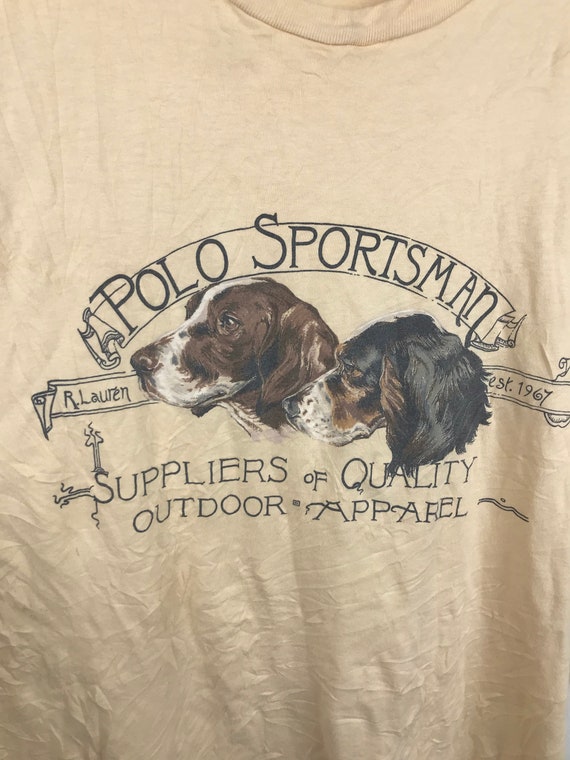 POLO SPORTSMAN
R. LAUREN est. 1967
SUPPLIERS OF QUALITY
OUTDOOR APPAREL